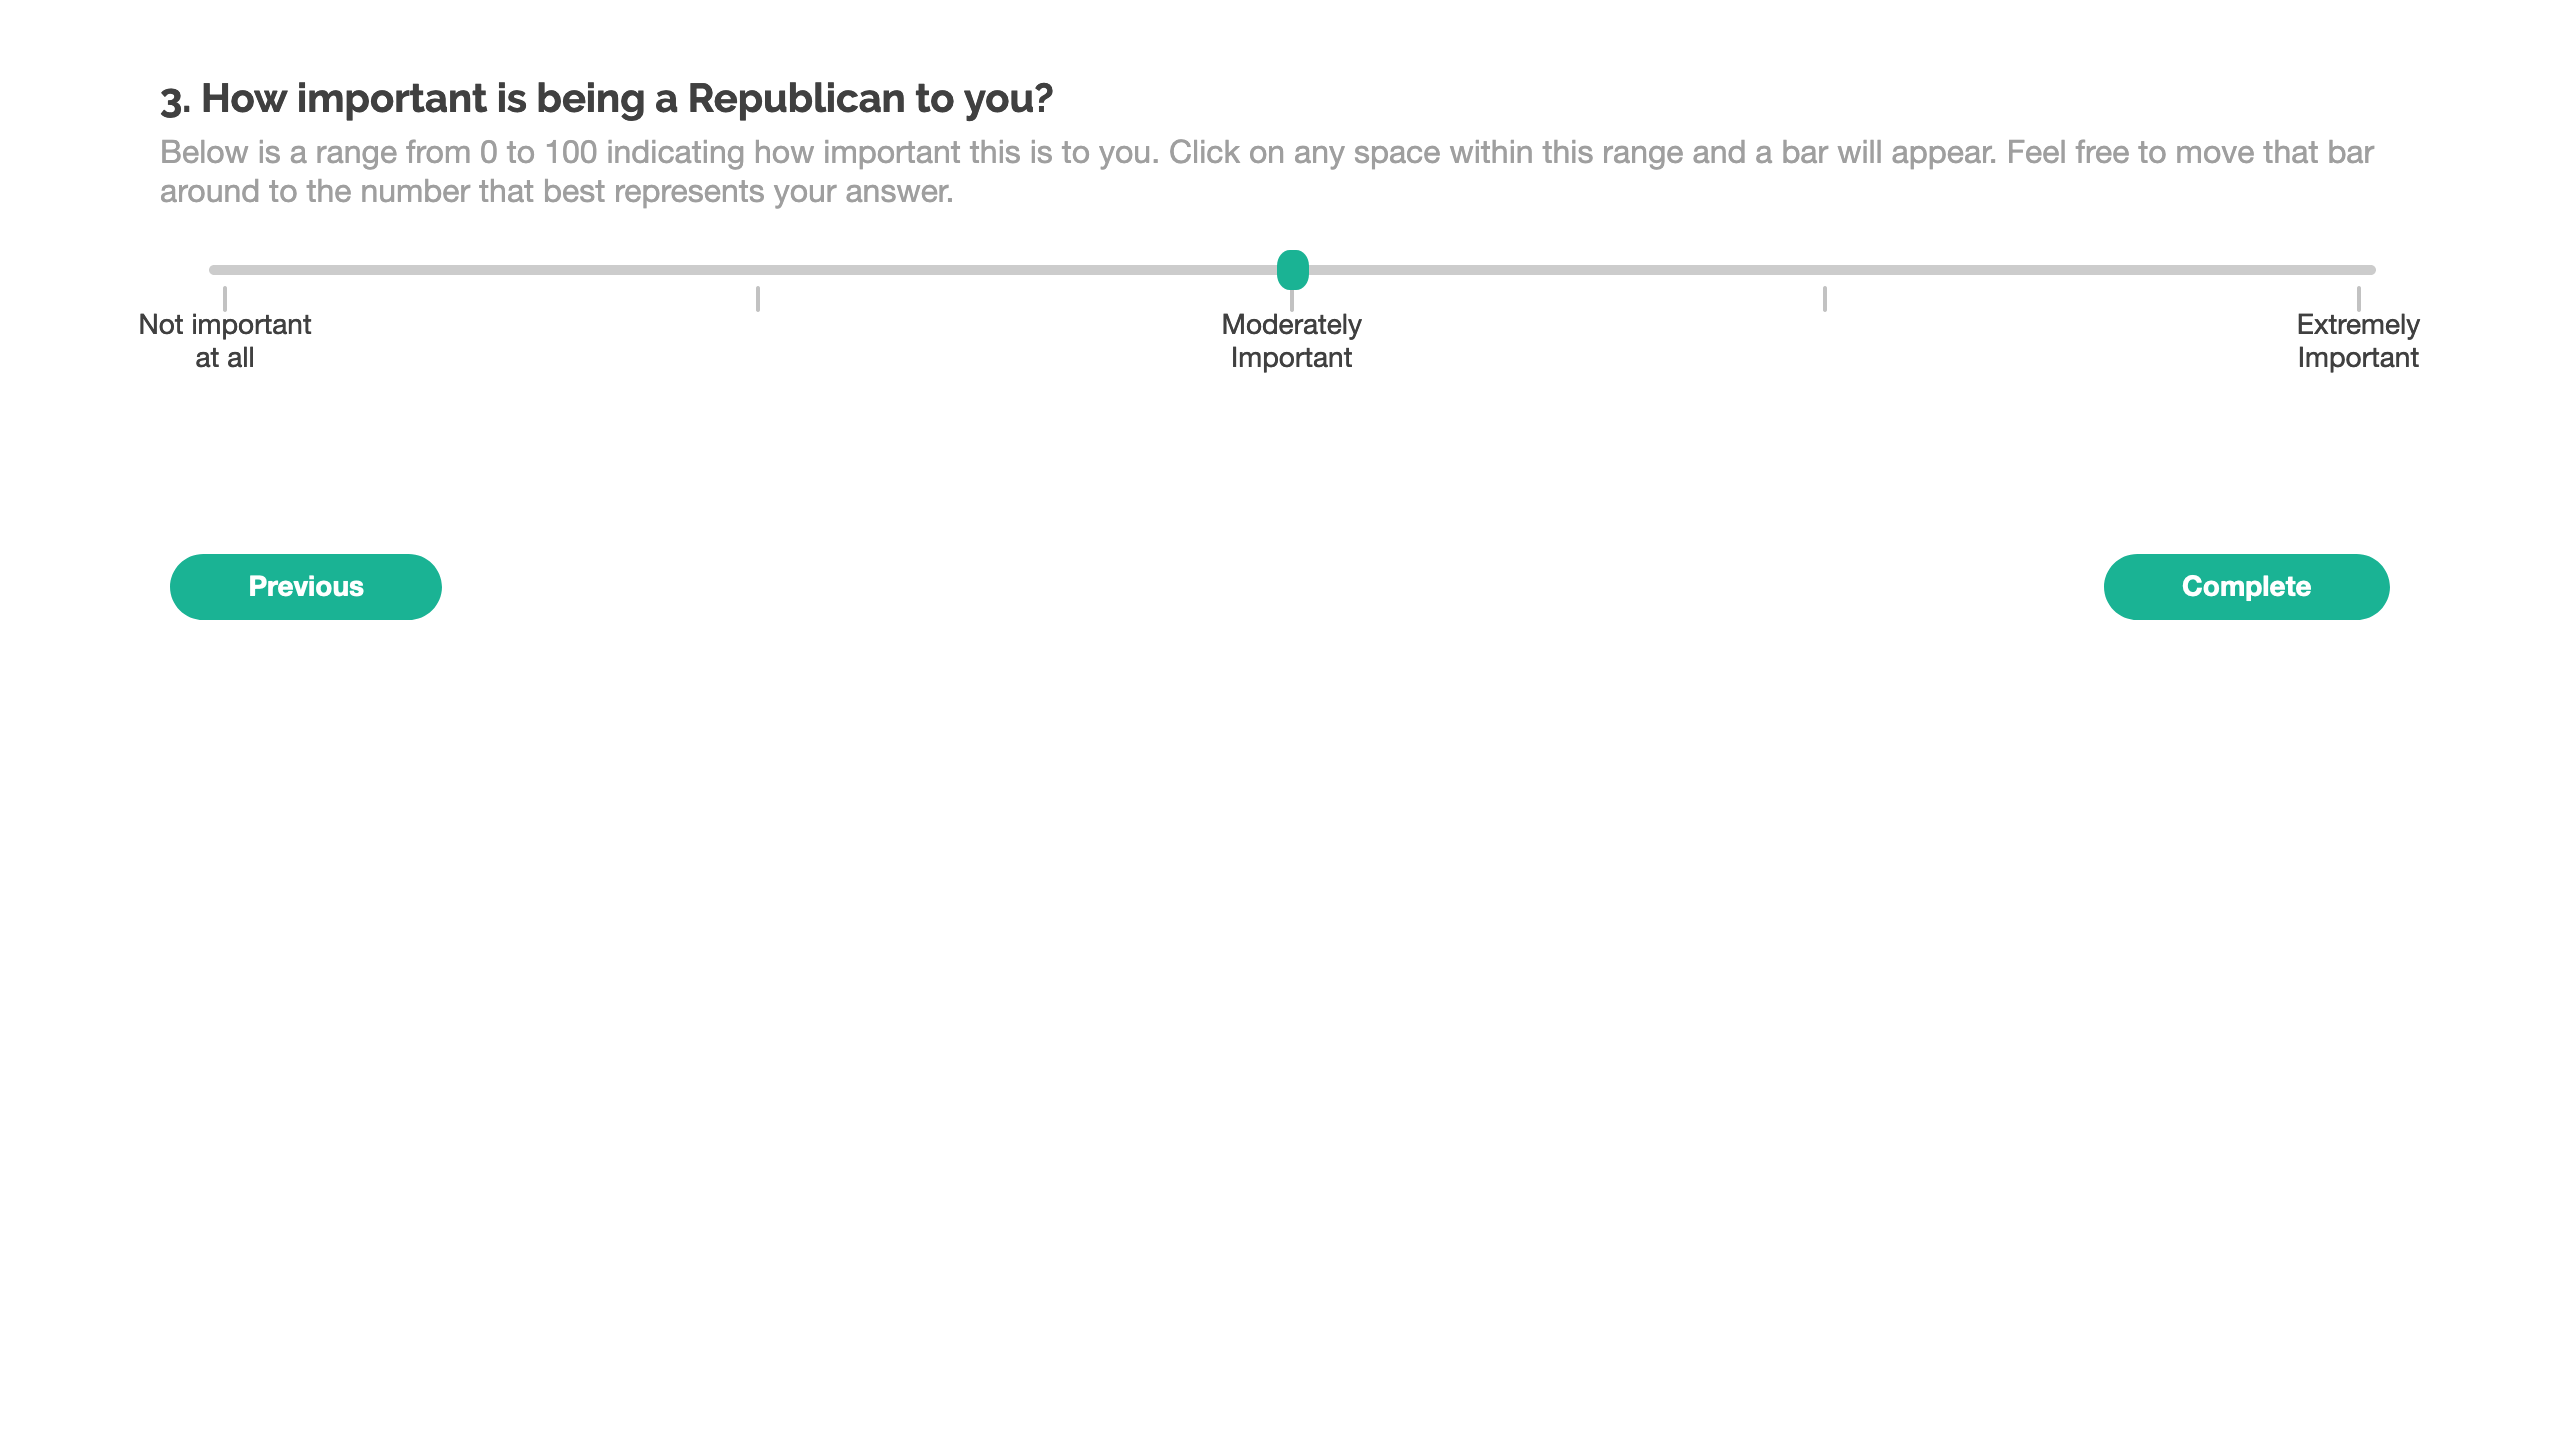 3. How important is being a Republican to you?
Below is a range from 0 to 100 indicating how important this is to you. Click on any space within this range and a bar will appear. Feel free to move that bar
around to the number that best represents your answer.
Not important
at all
Moderately
Important
Extremely
Important
Previous
Complete